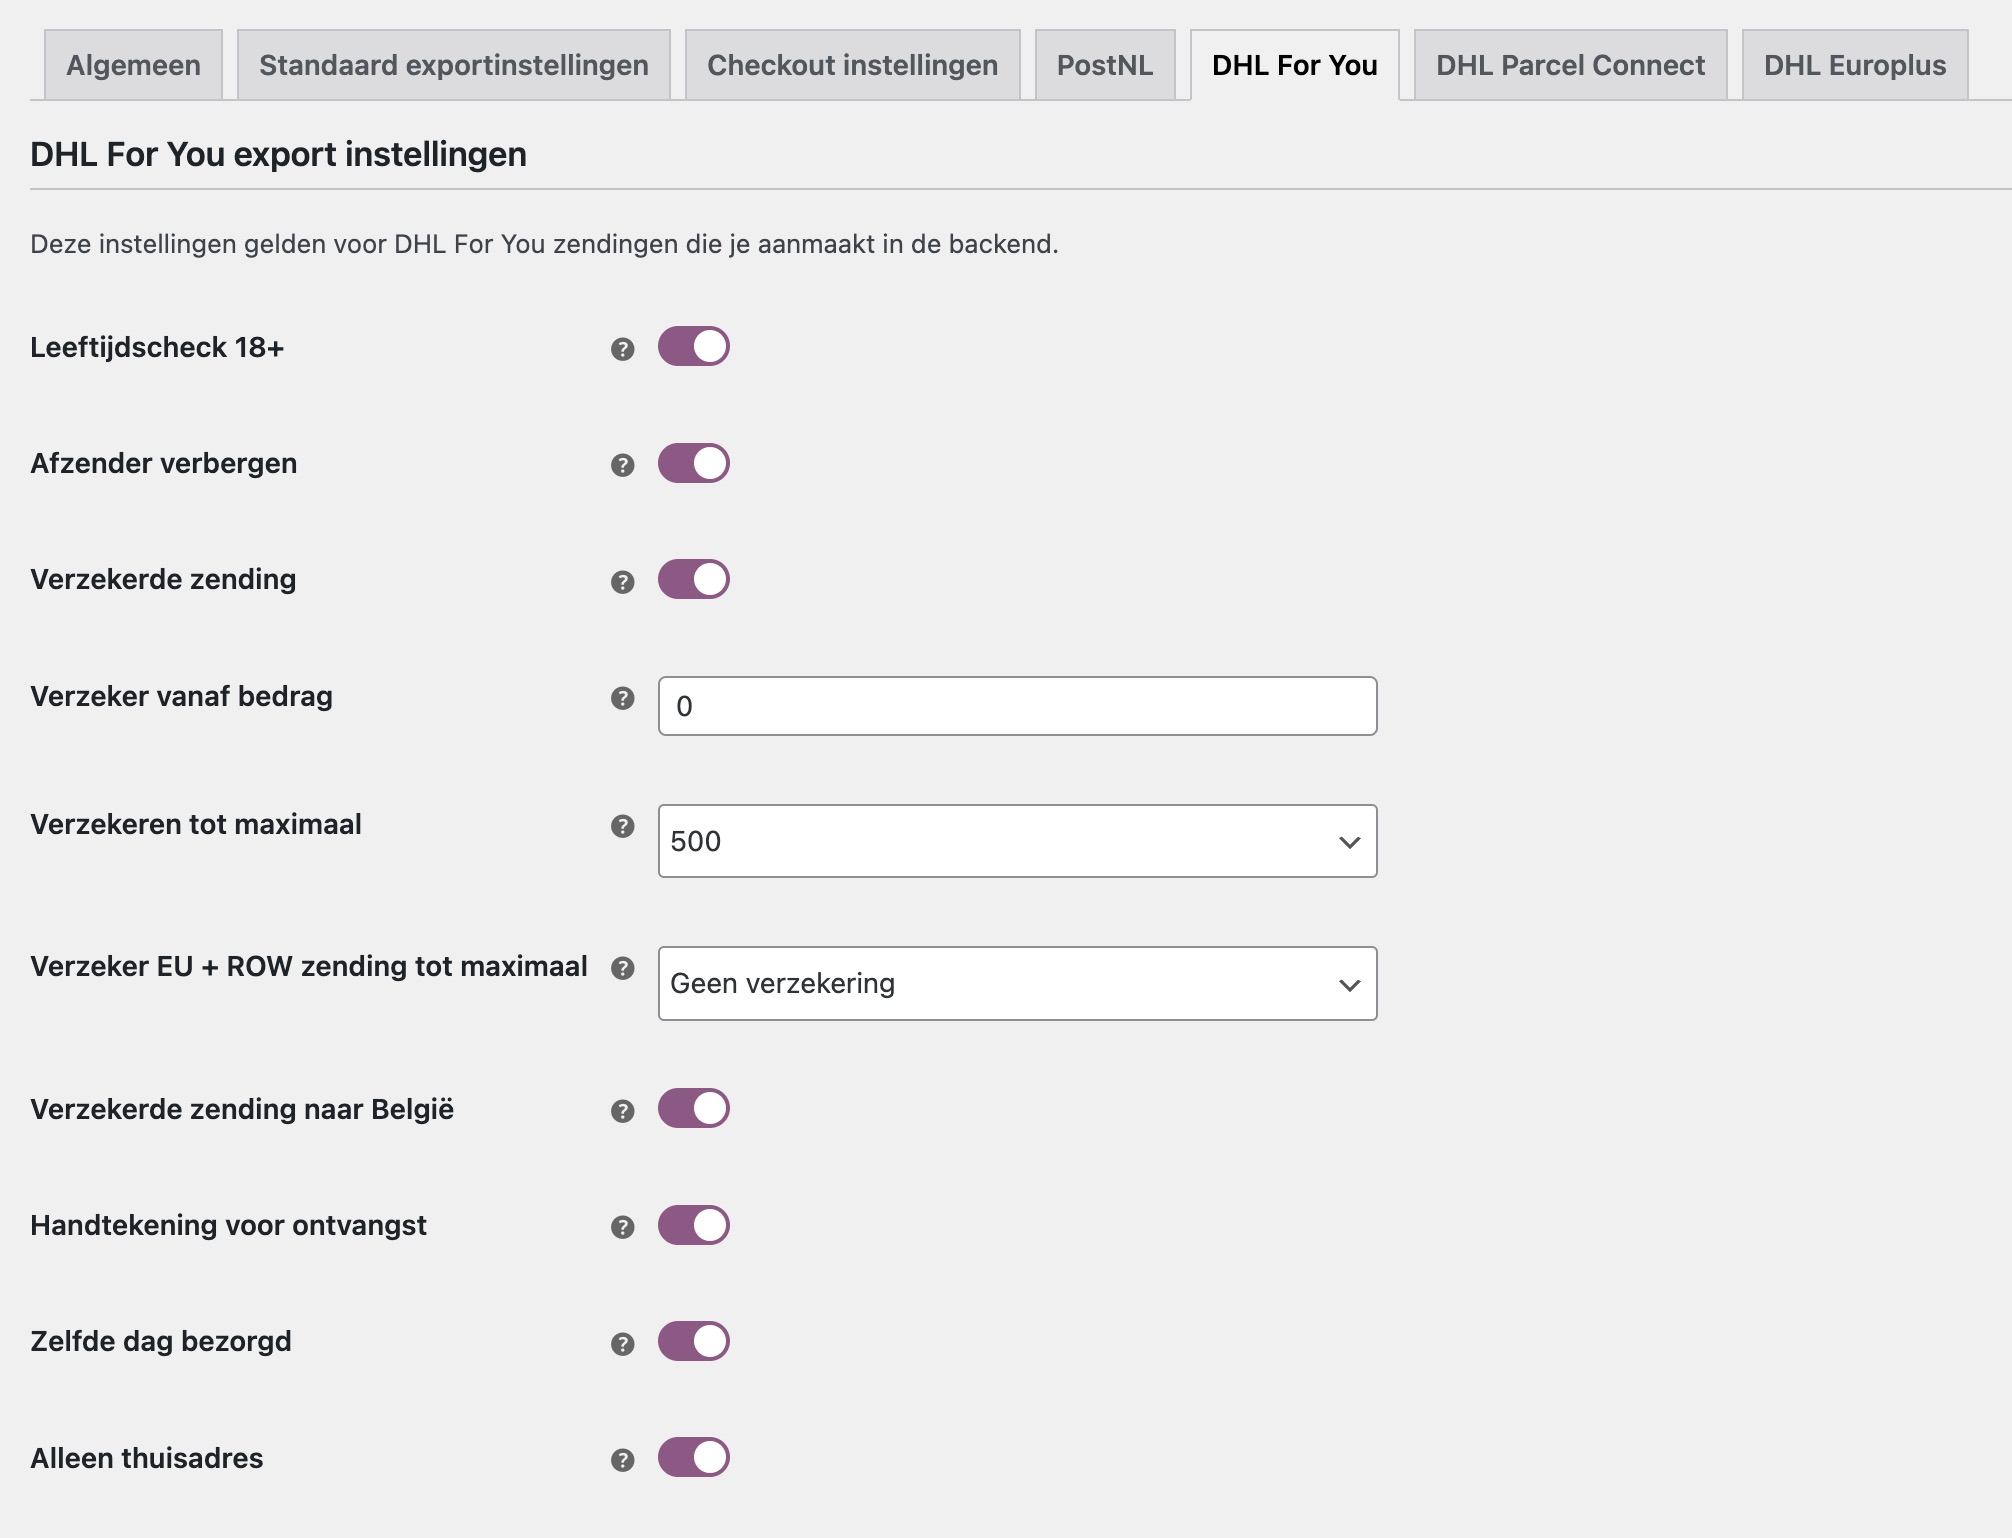 Algemeen
Standaard exportinstellingen
Checkout instellingen
PostNL
DHL For You
DHL Parcel Connect
DHL Europlus
DHL For You export instellingen
Deze instellingen gelden voor DHL For You zendingen die je aanmaakt in de backend.
Leeftijdscheck 18+
Afzender verbergen
Verzekerde zending
Verzeker vanaf bedrag
0
Verzekeren tot maximaal
500
Verzeker EU + ROW zending tot maximaal
Geen verzekering
Verzekerde zending naar België
Handtekening voor ontvangst
Zelfde dag bezorgd
Alleen thuisadres